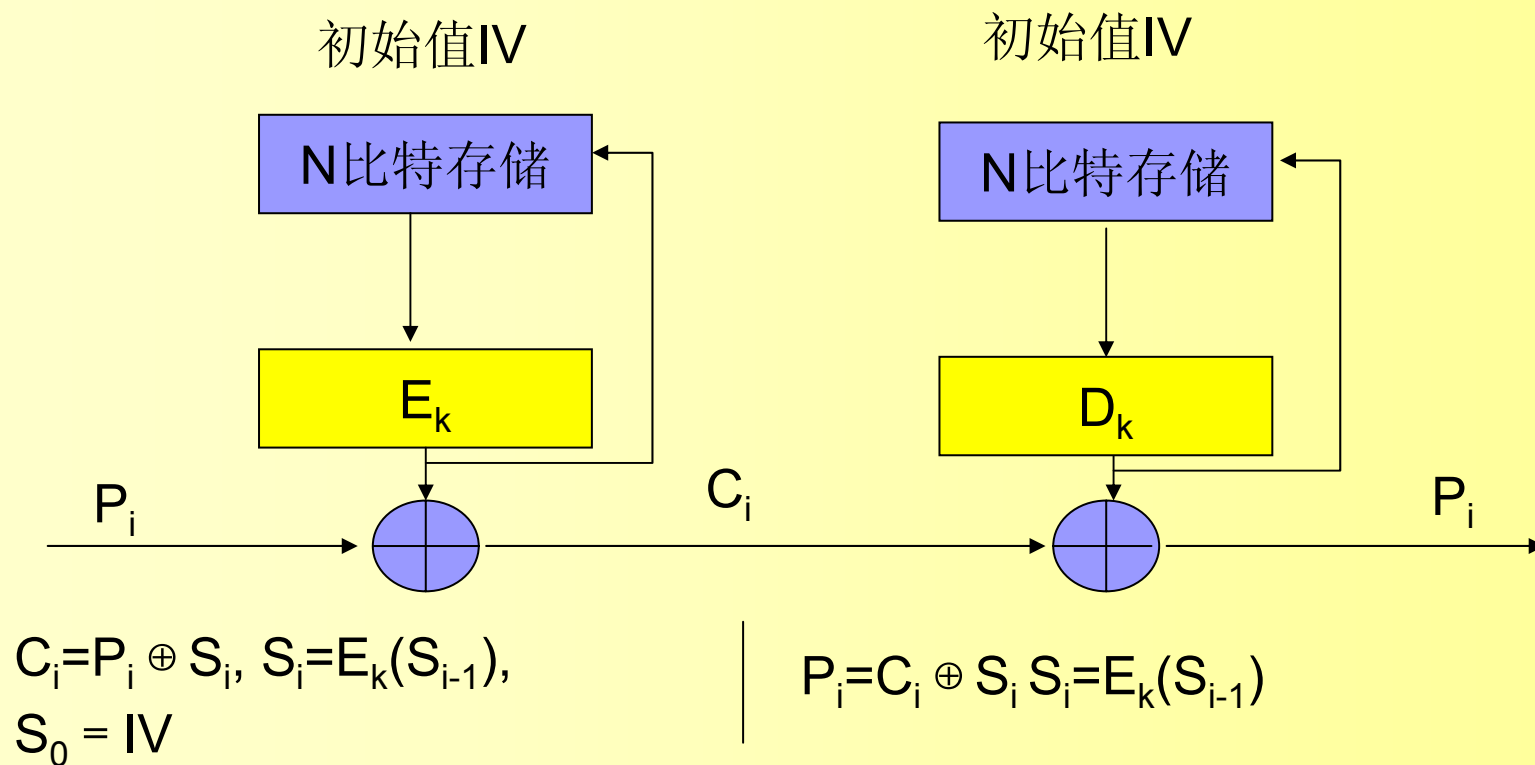 初始值IV
初始值IV
N比特存储
N比特存储
Eₖ
Dₖ
Pᵢ
Cᵢ
Pᵢ
Cᵢ=Pᵢ ⊕ Sᵢ, Sᵢ=Eₖ(Sᵢ₋₁),
S₀ = IV
Pᵢ=Cᵢ ⊕ Sᵢ Sᵢ=Eₖ(Sᵢ₋₁)